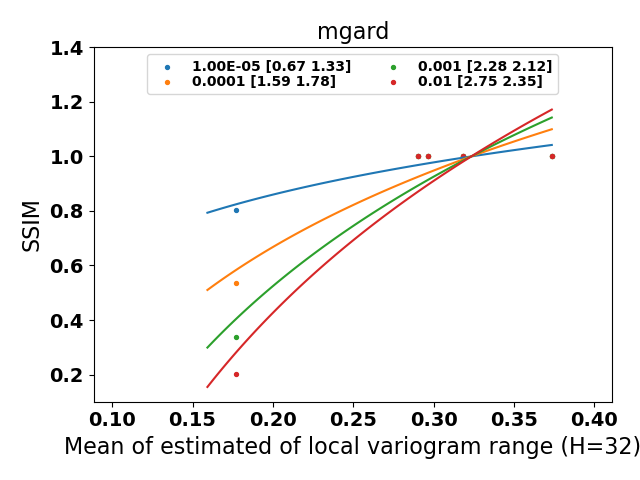 mgard
1.4
1.2
1.0
0.8
0.6
0.4
0.2
SSIM
1.00E-05 [0.67 1.33]
0.0001 [1.59 1.78]
0.001 [2.28 2.12]
0.01 [2.75 2.35]
0.10 0.15 0.20 0.25 0.30 0.35 0.40
Mean of estimated of local variogram range (H=32)